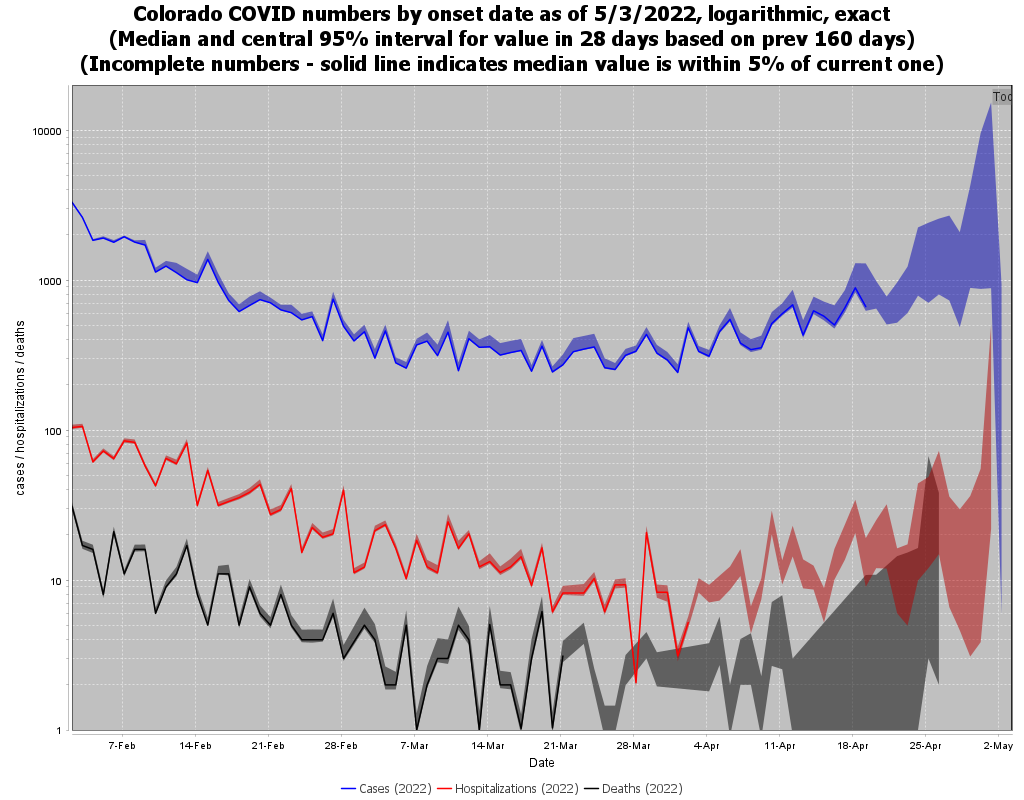 Colorado COVID numbers by onset date as of 5/3/2022, logarithmic, exact
(Median and central 95% interval for value in 28 days based on prev 160 days)
(Incomplete numbers - solid line indicates median value is within 5% of current one)
Toc
10000
1000
100
10
1
cases / hospitalizations / deaths
7-Feb 14-Feb 21-Feb 28-Feb 7-Mar 14-Mar 21-Mar 28-Mar 4-Apr 11-Apr 18-Apr 25-Apr 2-May
Date
Cases (2022) Hospitalizations (2022) Deaths (2022)